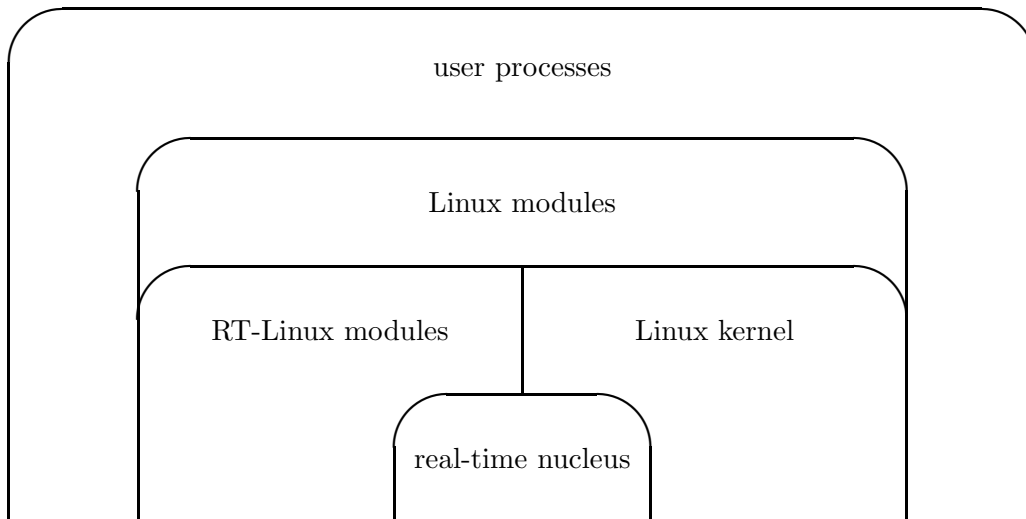 user processes
Linux modules
RT-Linux modules
Linux kernel
real-time nucleus